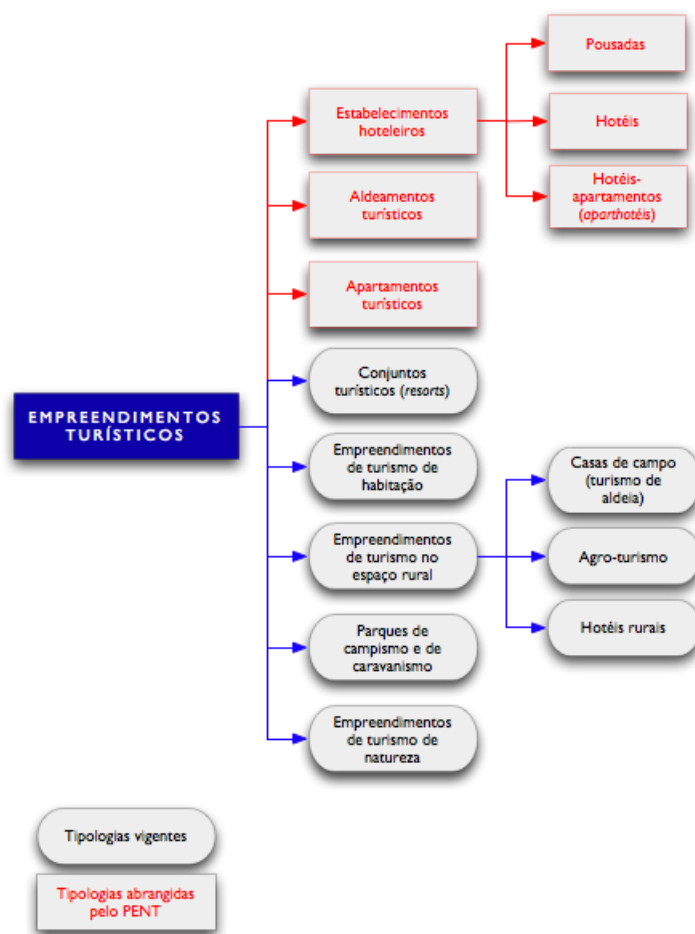 Pousadas
Estabelecimentos
hoteleiros
Hotéis
Hotéis-
apartamentos
(aparthotéis)
Aldeamentos
turísticos
Apartamentos
turísticos
Conjuntos
turísticos (resorts)
EMPREENDIMENTOS
TURÍSTICOS
Empreendimentos
de turismo de
habitação
Casas de campo
(turismo de
aldeia)
Empreendimentos
de turismo no
espaço rural
Agro-turismo
Hotéis rurais
Parques de
campismo e de
caravanismo
Empreendimentos
de turismo de
natureza
Tipologias vigentes
Tipologias abrangidas
pelo PENT